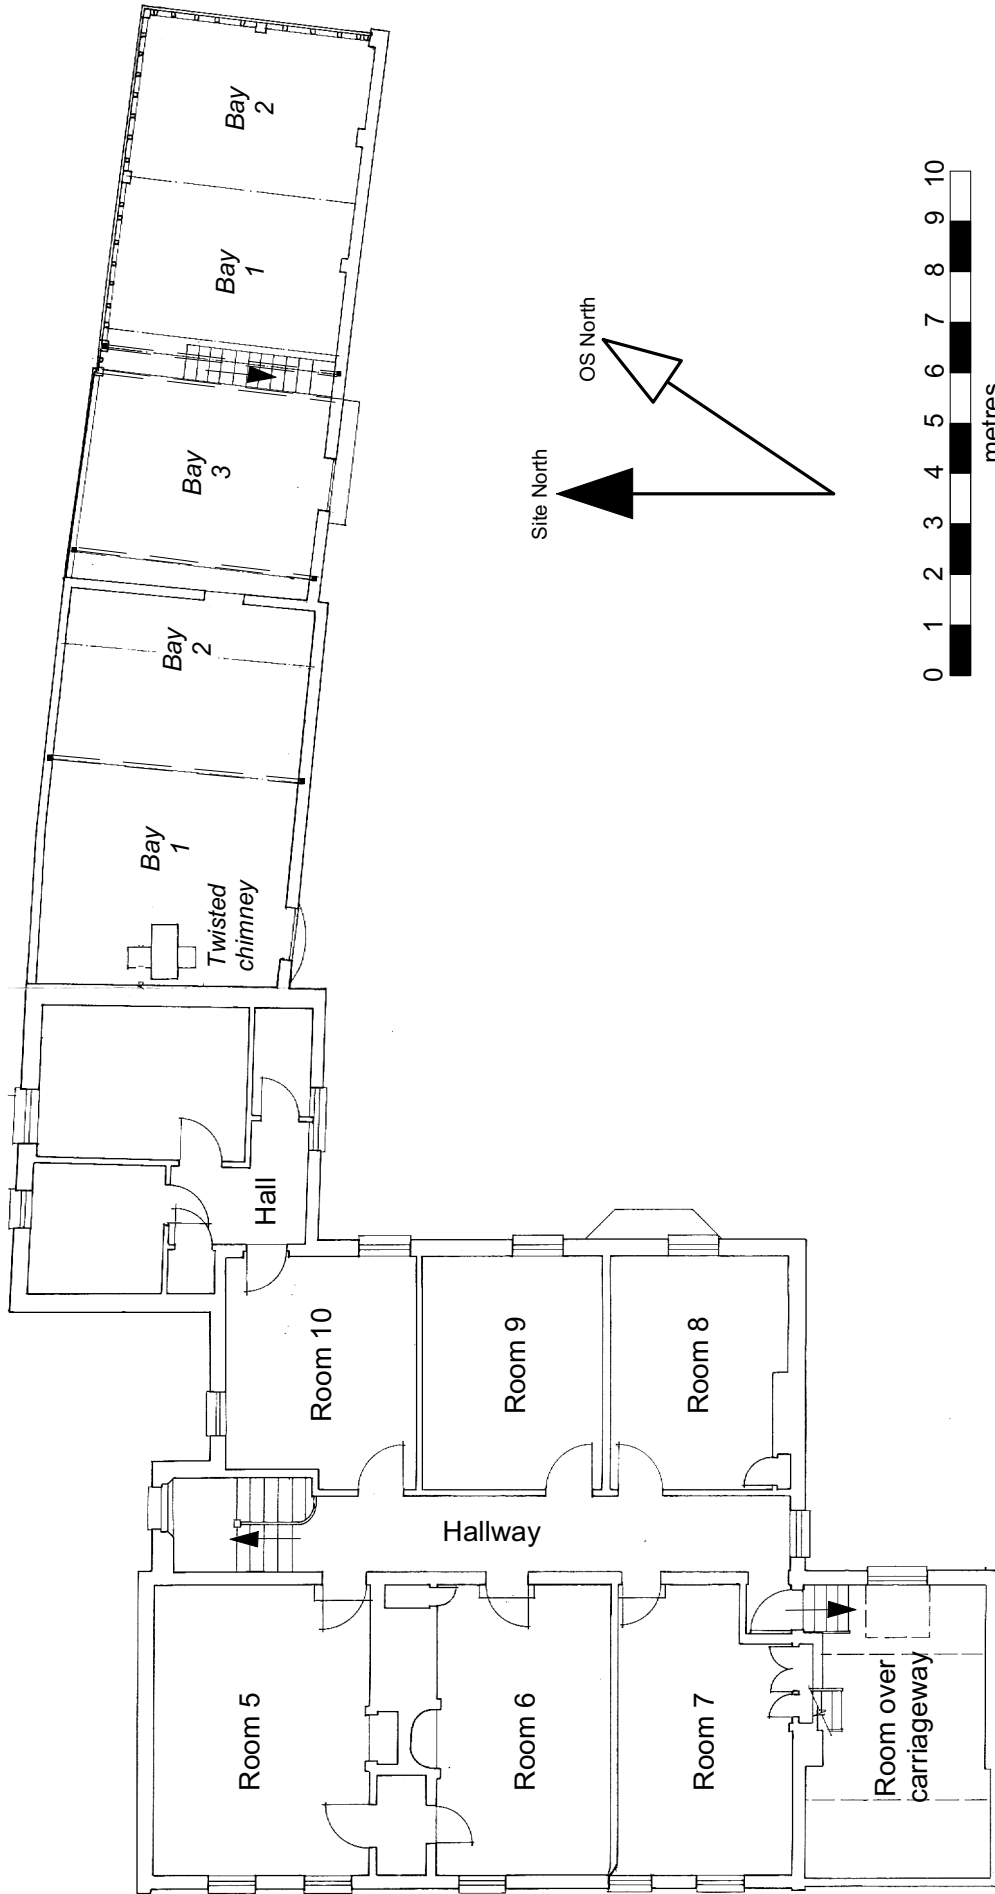 Bay
2
Bay
1
Bay
3
Bay
2
Bay
1
Twisted
chimney
Hall
Room 10
Room 9
Room 8
Hallway
Room 5
Room 6
Room 7
Room over
carriageway
Site North
OS North
0 1 2 3 4 5 6 7 8 9 10
metres